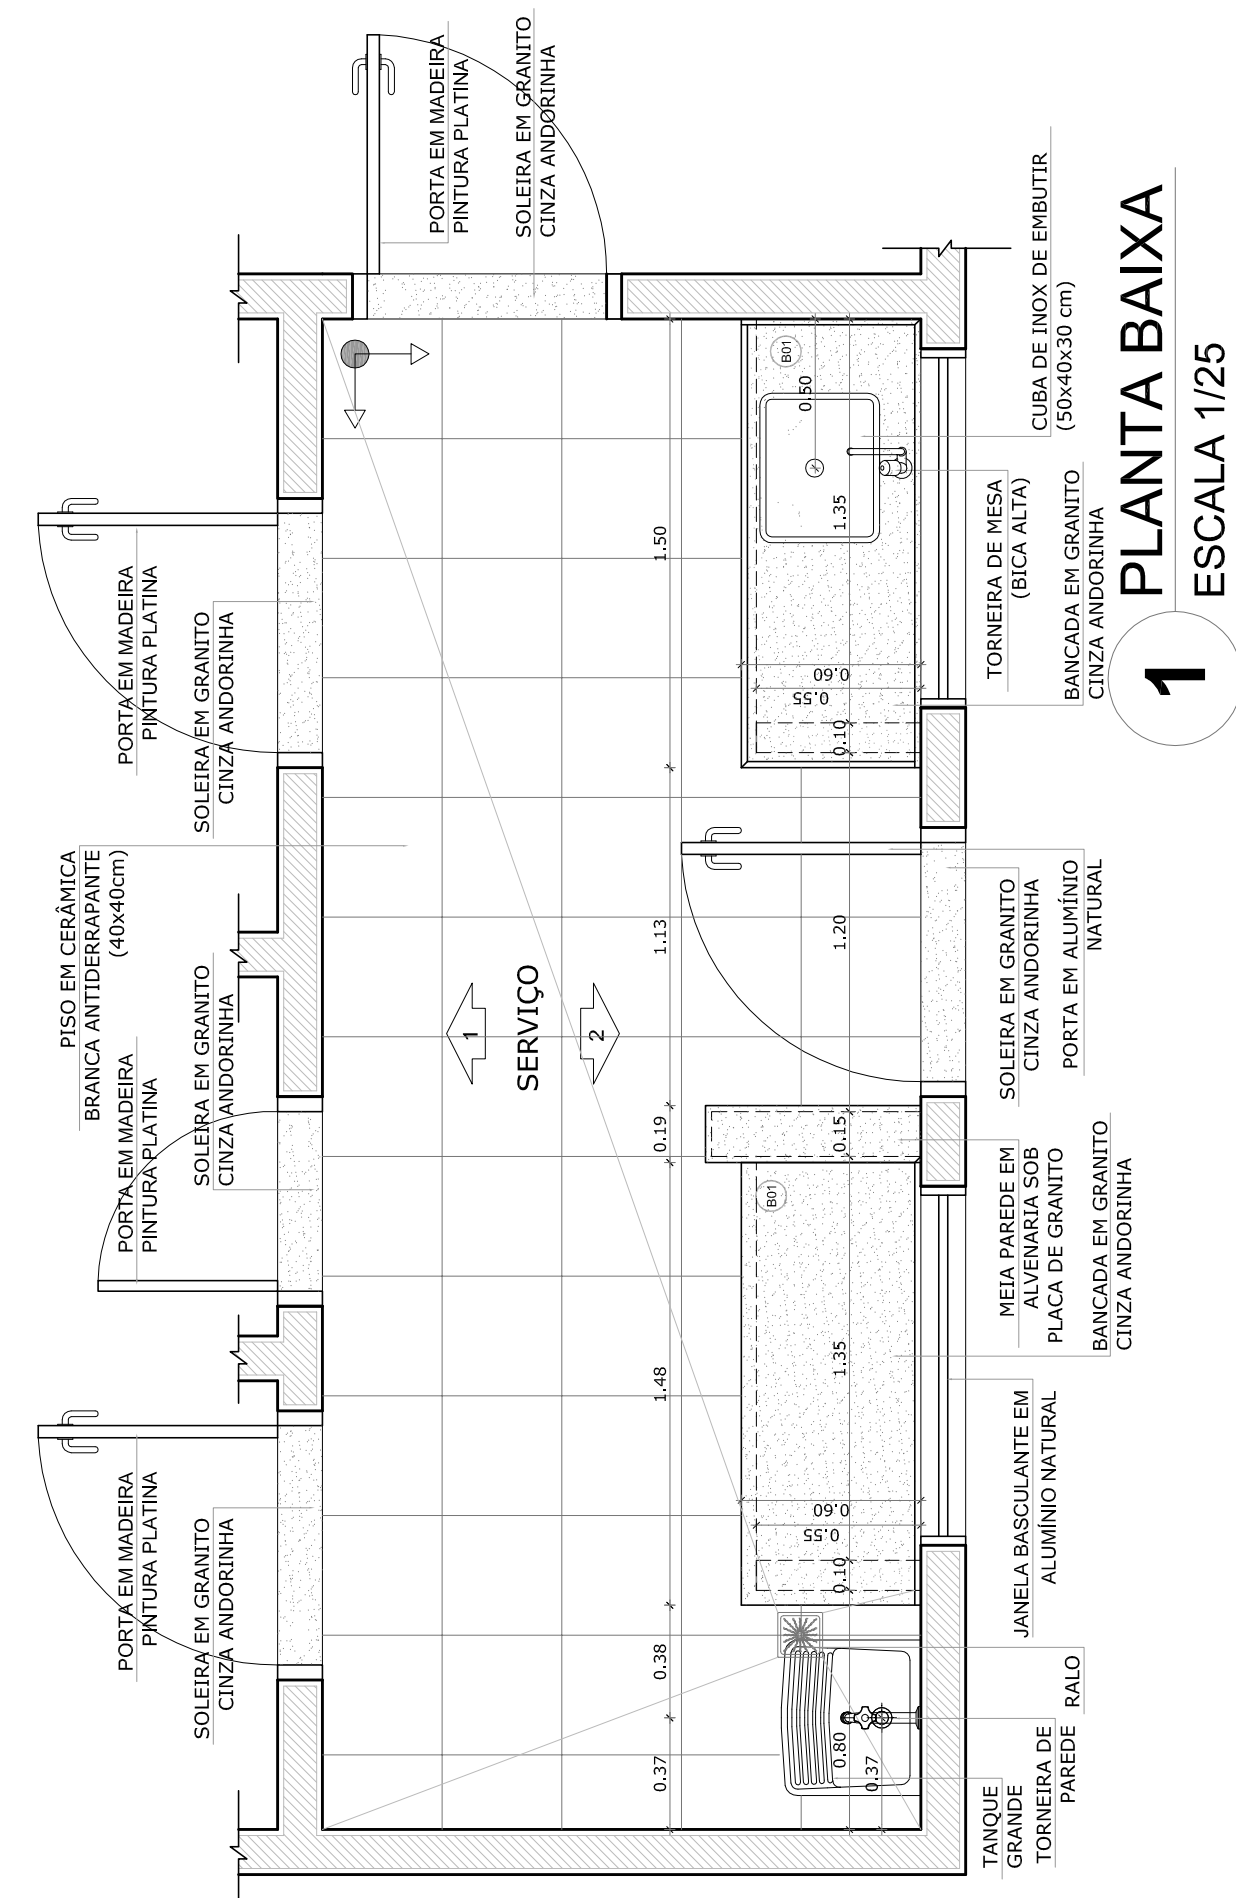 PORTA EM MADEIRA
PINTURA PLATINA
SOLEIRA EM GRANITO
CINZA ANDORINHA
PORTA EM MADEIRA
PINTURA PLATINA
SOLEIRA EM GRANITO
CINZA ANDORINHA
PISO EM CERÂMICA
BRANCA ANTIDERRAPANTE
(40x40cm)
PORTA EM MADEIRA
PINTURA PLATINA
SOLEIRA EM GRANITO
CINZA ANDORINHA
PORTA EM MADEIRA
PINTURA PLATINA
SOLEIRA EM GRANITO
CINZA ANDORINHA
1
SERVIÇO
2
0.37
0.38
1.48
0.19
1.13
1.50
B01
B01
0.50
0.80
0.37
0.10
0.55
0.60
1.35
0.15
1.20
0.10
0.55
0.60
1.35
TANQUE
GRANDE
TORNEIRA DE
PAREDE
RALO
JANELA BASCULANTE EM
ALUMÍNIO NATURAL
MEIA PAREDE EM
ALVENARIA SOB
PLACA DE GRANITO
BANCADA EM GRANITO
CINZA ANDORINHA
SOLEIRA EM GRANITO
CINZA ANDORINHA
PORTA EM ALUMÍNIO
NATURAL
TORNEIRA DE MESA
(BICA ALTA)
BANCADA EM GRANITO
CINZA ANDORINHA
CUBA DE INOX DE EMBUTIR
(50x40x30 cm)
1
PLANTA BAIXA
ESCALA 1/25